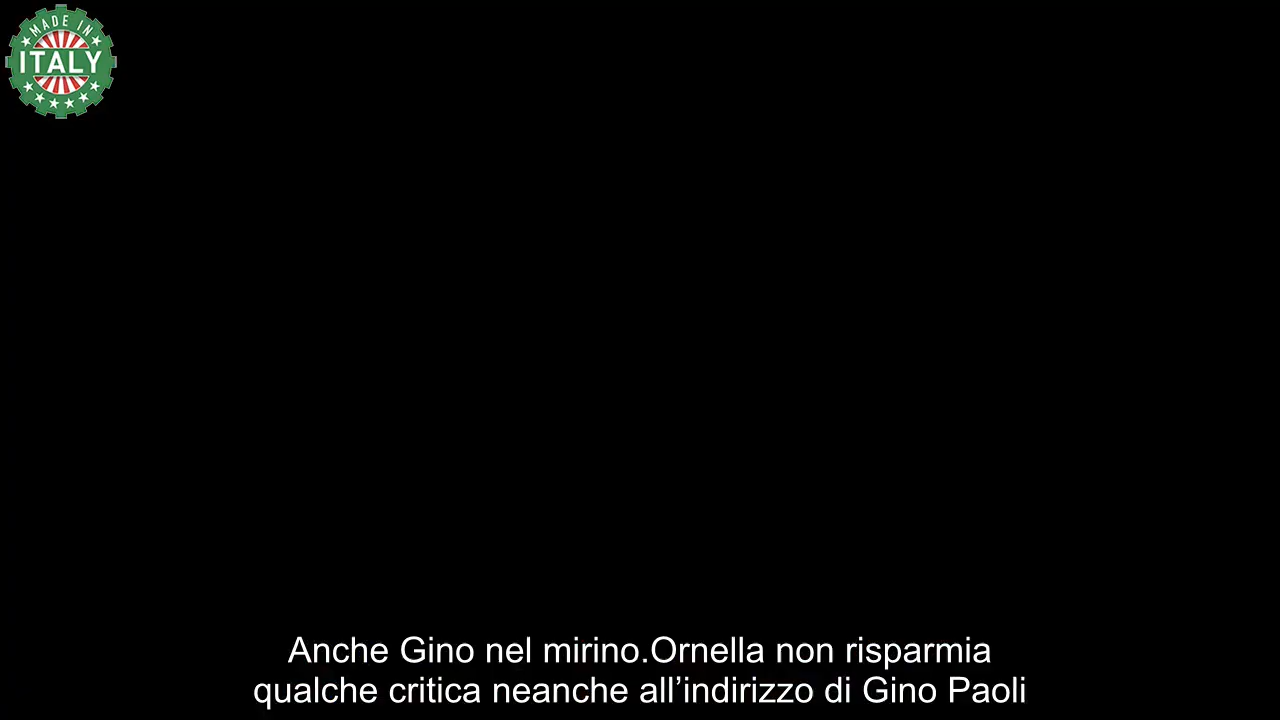 MADE IN
ITALY
Anche Gino nel mirino.Ornella non risparmia
qualche critica neanche all’indirizzo di Gino Paoli